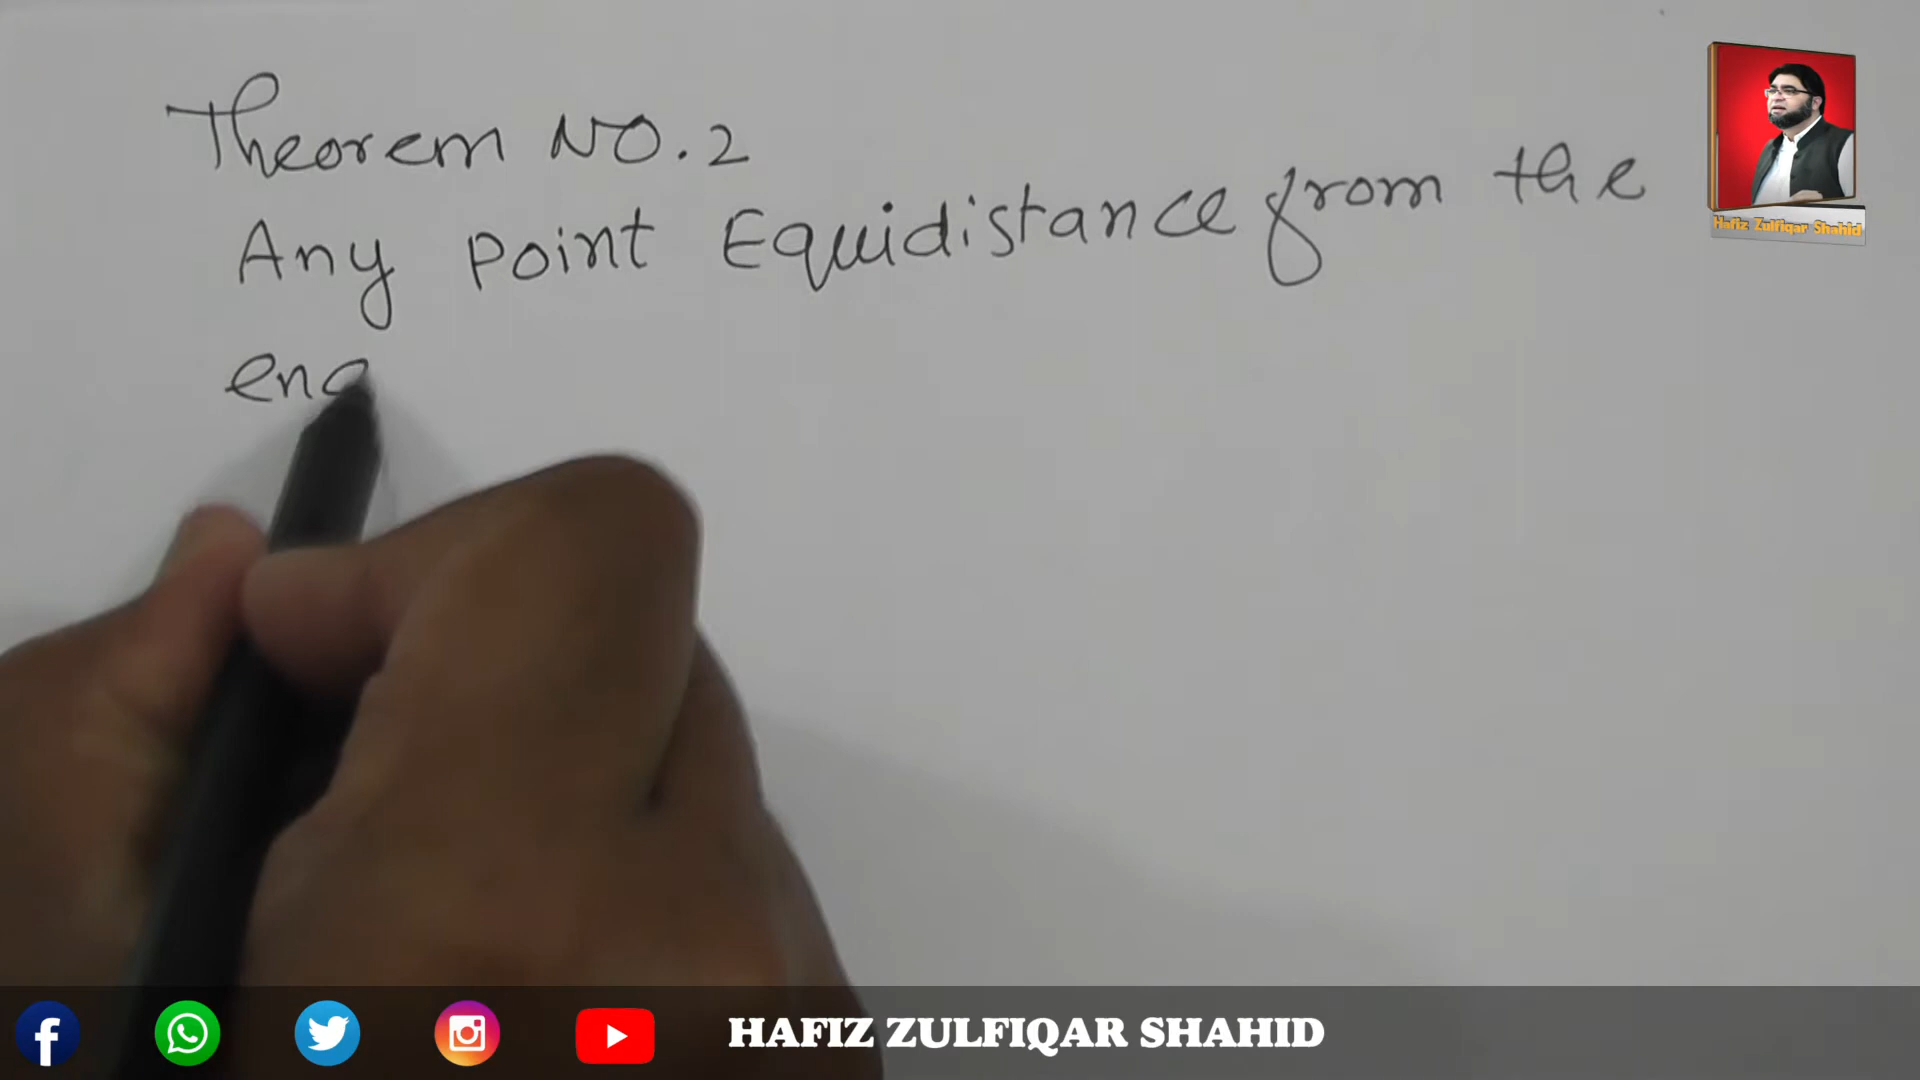 Theorem NO.2
Any Point Equidistance from the
Hafiz Zulfiqar Shahid
HAFIZ ZULFIQAR SHAHID